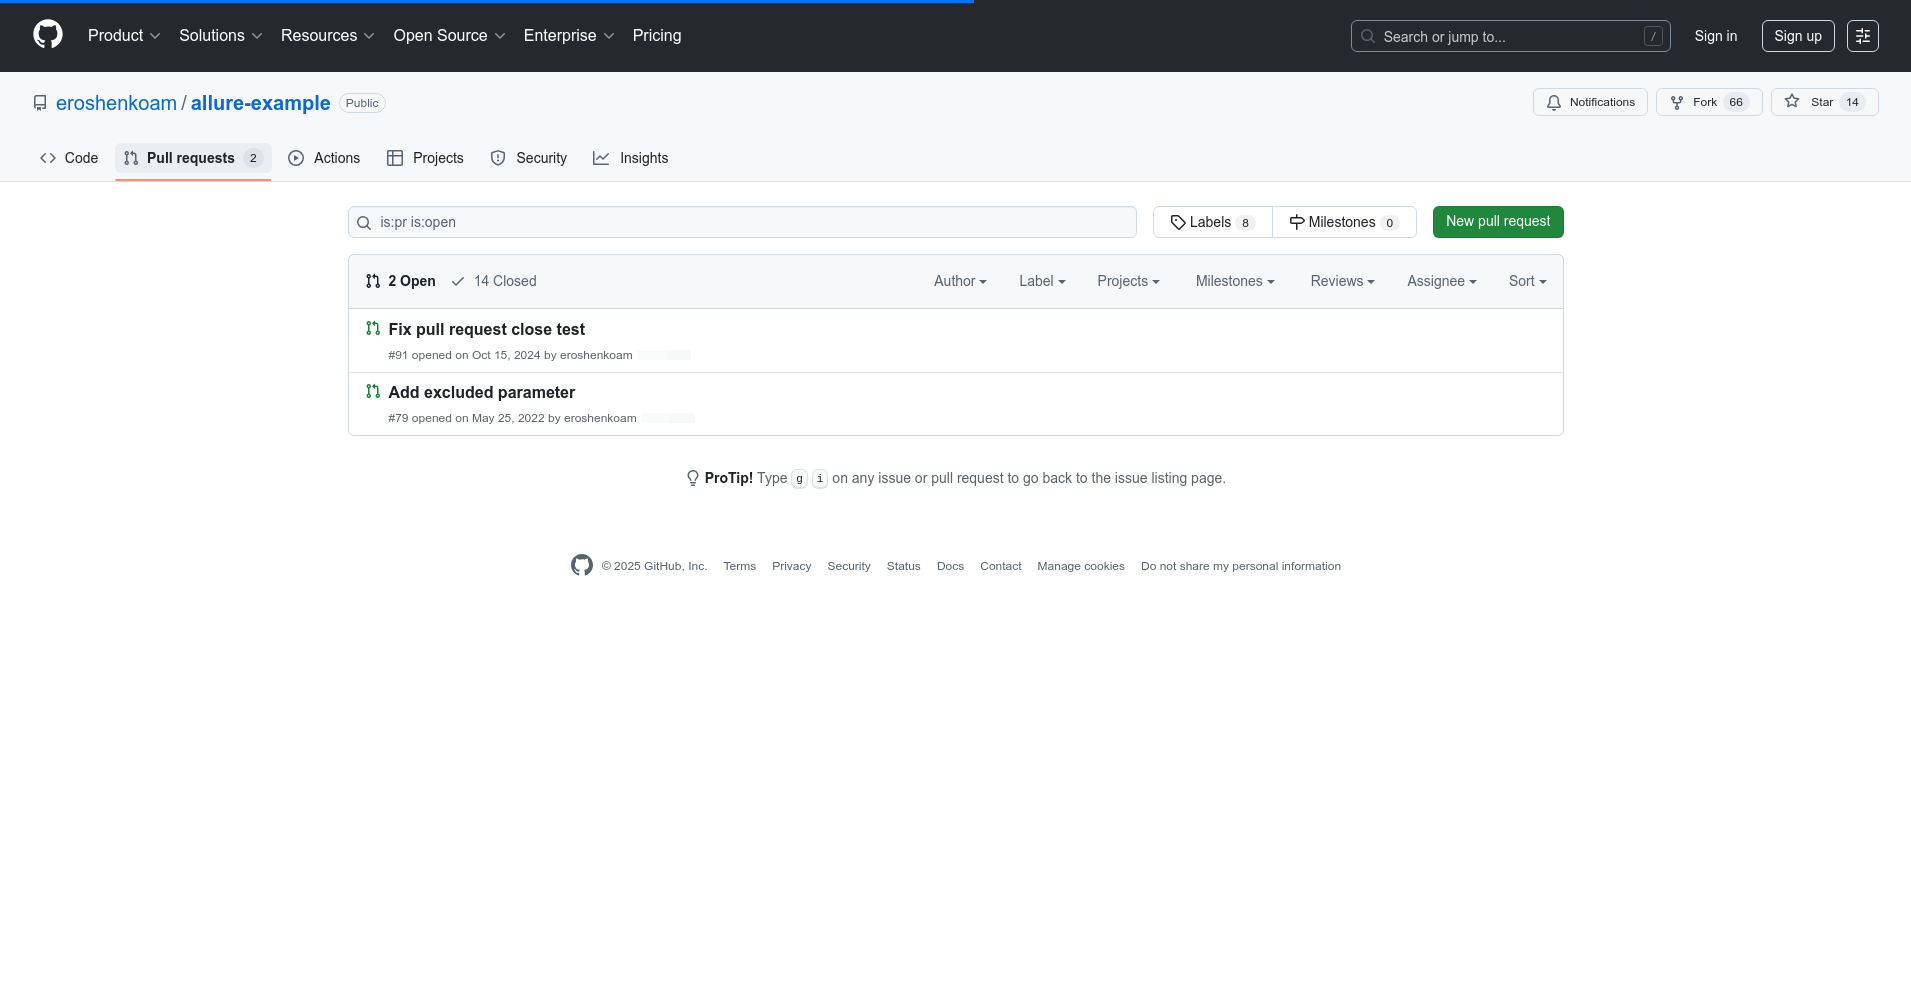 Product Solutions Resources Open Source Enterprise Pricing Search or jump to... / Sign in Sign up
eroshenkoam / allure-example Public Notifications Fork 66 Star 14
Code Pull requests 2 Actions Projects Security Insights
is:pr is:open Labels 8 Milestones 0 New pull request
2 Open 14 Closed Author Label Projects Milestones Reviews Assignee Sort
Fix pull request close test
#91 opened on Oct 15, 2024 by eroshenkoam
Add excluded parameter
#79 opened on May 25, 2022 by eroshenkoam
ProTip! Type g i on any issue or pull request to go back to the issue listing page.
© 2025 GitHub, Inc. Terms Privacy Security Status Docs Contact Manage cookies Do not share my personal information